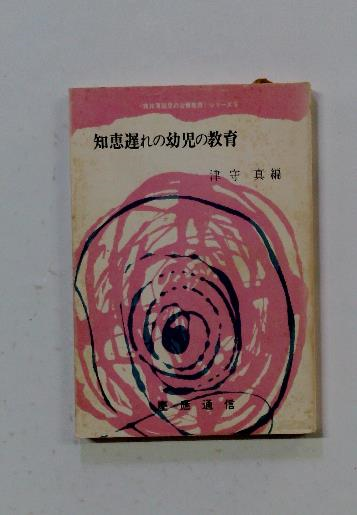 知恵遅れの幼児の教育
津守 真 編
慶應通信